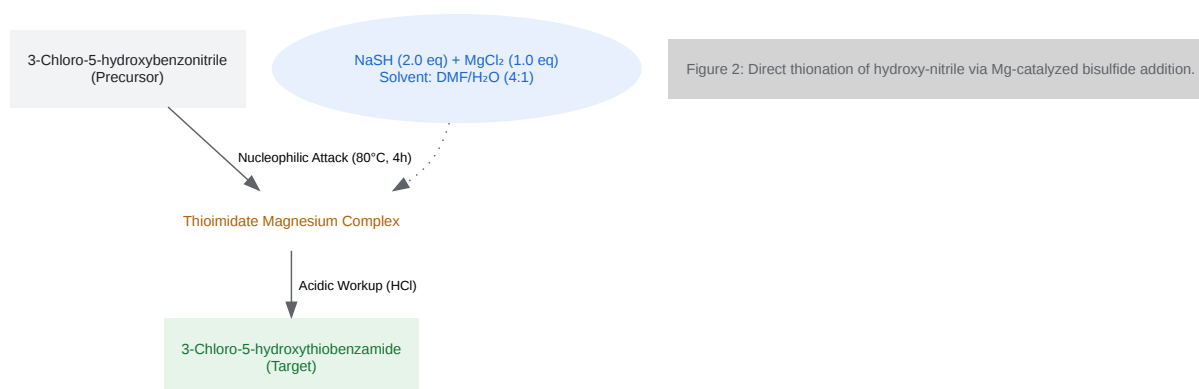 3-Chloro-5-hydroxybenzonitrile
(Precursor)
NaSH (2.0 eq) + MgCl₂ (1.0 eq)
Solvent: DMF/H₂O (4:1)
Figure 2: Direct thionation of hydroxy-nitrile via Mg-catalyzed bisulfide addition.
Nucleophilic Attack (80°C, 4h)
Thioimidate Magnesium Complex
Acidic Workup (HCl)
3-Chloro-5-hydroxythiobenzamide
(Target)